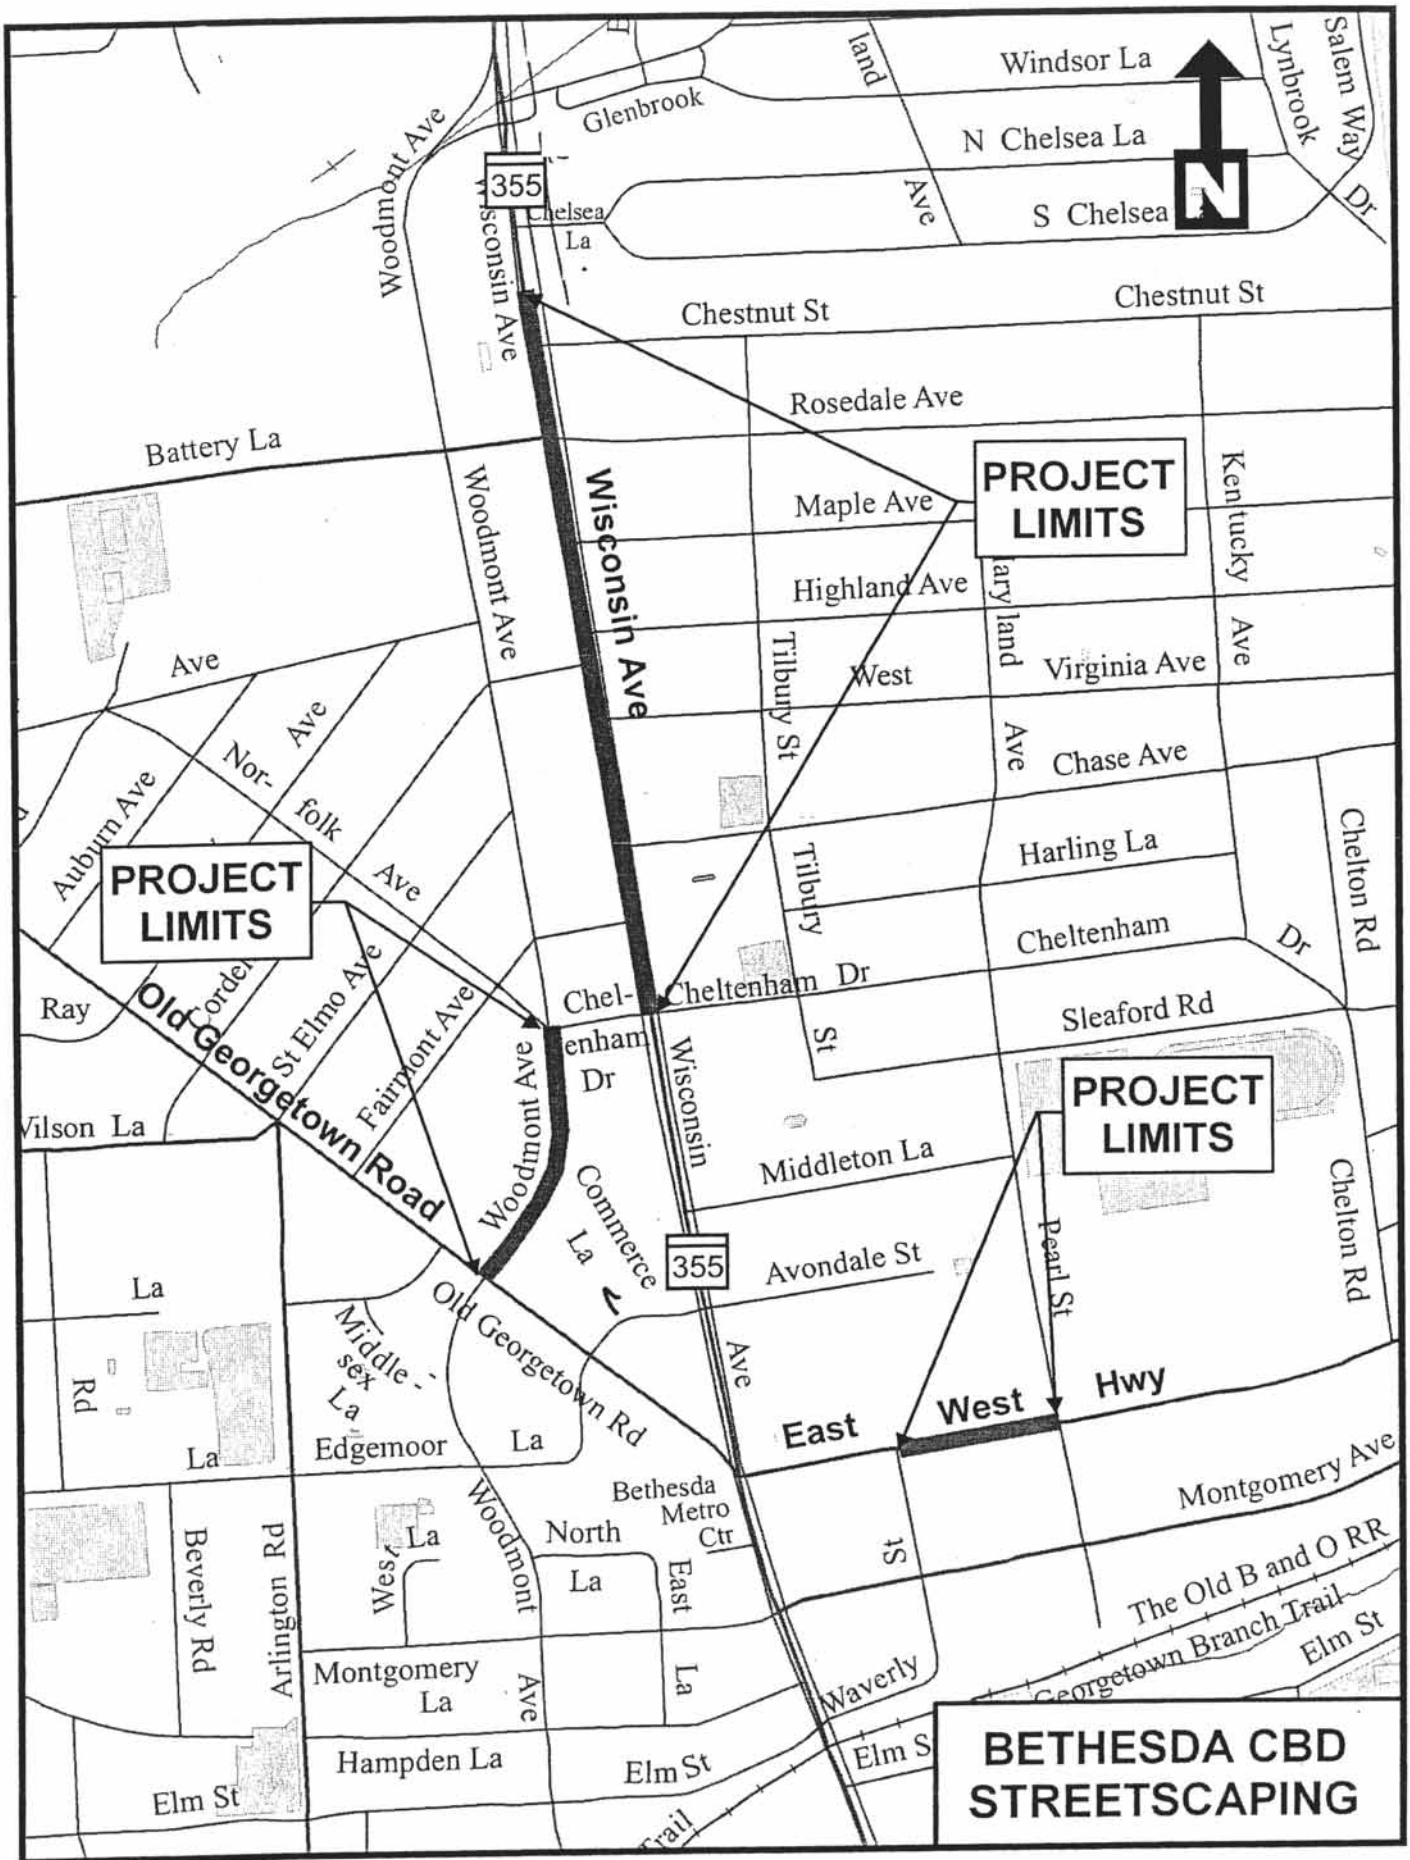 Windsor La
Lynbrook
Salem Way
land
Glenbrook
N Chelsea La
Woodmont Ave
355
Ave
S Chelsea
N
Dr
Chelsea
La
Wisconsin Ave
Chestnut St
Chestnut St
Rosedale Ave
Battery La
Woodmont Ave
Wisconsin Ave
Maple Ave
PROJECT
LIMITS
Kentucky
Ave
Highland Ave
land
Tilbury St
West
Virginia Ave
Ave
Ave
Ave
Nor-
folk
Ave
Auburn Ave
Chase Ave
Chelton Rd
Harling La
Tilbury
St
PROJECT
LIMITS
Cheltenham
Dr
Ray
Old Georgetown Road
St Elmo Ave
Fairmont Ave
Chel-
enham
Dr
Cheltenham Dr
Sleaford Rd
Woodmont Ave
Wisconsin
PROJECT
LIMITS
Vilson La
Middleton La
Commerce
La
Pearl St
Chelton Rd
355
Avondale St
La
Old Georgetown Rd
Middle-
sex
La
Ave
Rd
East
West
Hwy
La
Edgemoor
La
Montgomery Ave
Bethesda
Metro
Ctr
Woodmont
Ave
Beverly Rd
Arlington Rd
West
La
North
La
East
La
St
The Old B and O RR
Georgetown Branch Trail
Elm St
Montgomery
La
Waverly
Hampden La
Elm St
Elm S
Elm St
Trail
BETHESDA CBD
STREETSCAPING